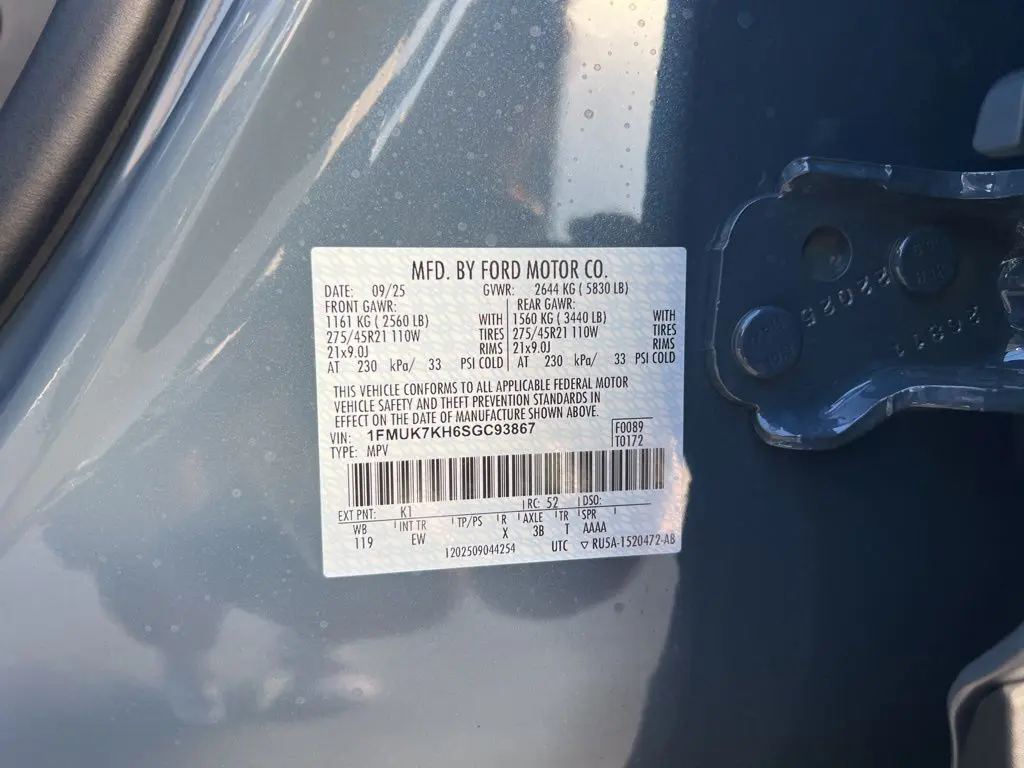 MFD. BY FORD MOTOR CO.
DATE: 09/25 GVWR: 2644 KG ( 5830 LB)
FRONT GAWR: REAR GAWR:
1161 KG ( 2560 LB) WITH 1560 KG ( 3440 LB) WITH
275/45R21 110W TIRES 275/45R21 110W TIRES
21x9.0J RIMS 21x9.0J RIMS
AT 230 kPa/ 33 PSI COLD AT 230 kPa/ 33 PSI COLD
THIS VEHICLE CONFORMS TO ALL APPLICABLE FEDERAL MOTOR
VEHICLE SAFETY AND THEFT PREVENTION STANDARDS IN
EFFECT ON THE DATE OF MANUFACTURE SHOWN ABOVE.
VIN: 1FMUK7KH6SGC93867 F0089
TYPE: MPV T0172
EXT PNT: K1 RC: 52 DSO:
WB INT TR TP/PS R AXLE TR SPR
119 EW X 3B T AAAA
1202509044254 UTC ▽ RU5A-1520472-AB